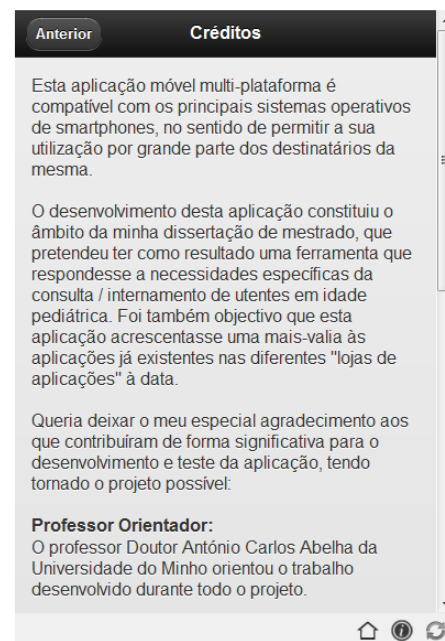 Anterior
Créditos
Esta aplicação móvel multi-plataforma é
compatível com os principais sistemas operativos
de smartphones, no sentido de permitir a sua
utilização por grande parte dos destinatários da
mesma.
O desenvolvimento desta aplicação constituiu o
âmbito da minha dissertação de mestrado, que
pretendeu ter como resultado uma ferramenta que
respondesse a necessidades específicas da
consulta / internamento de utentes em idade
pediátrica. Foi também objectivo que esta
aplicação acrescentasse uma mais-valia às
aplicações já existentes nas diferentes "lojas de
aplicações" à data.
Queria deixar o meu especial agradecimento aos
que contribuíram de forma significativa para o
desenvolvimento e teste da aplicação, tendo
tornado o projeto possível:
Professor Orientador:
O professor Doutor António Carlos Abelha da
Universidade do Minho orientou o trabalho
desenvolvido durante todo o projeto.